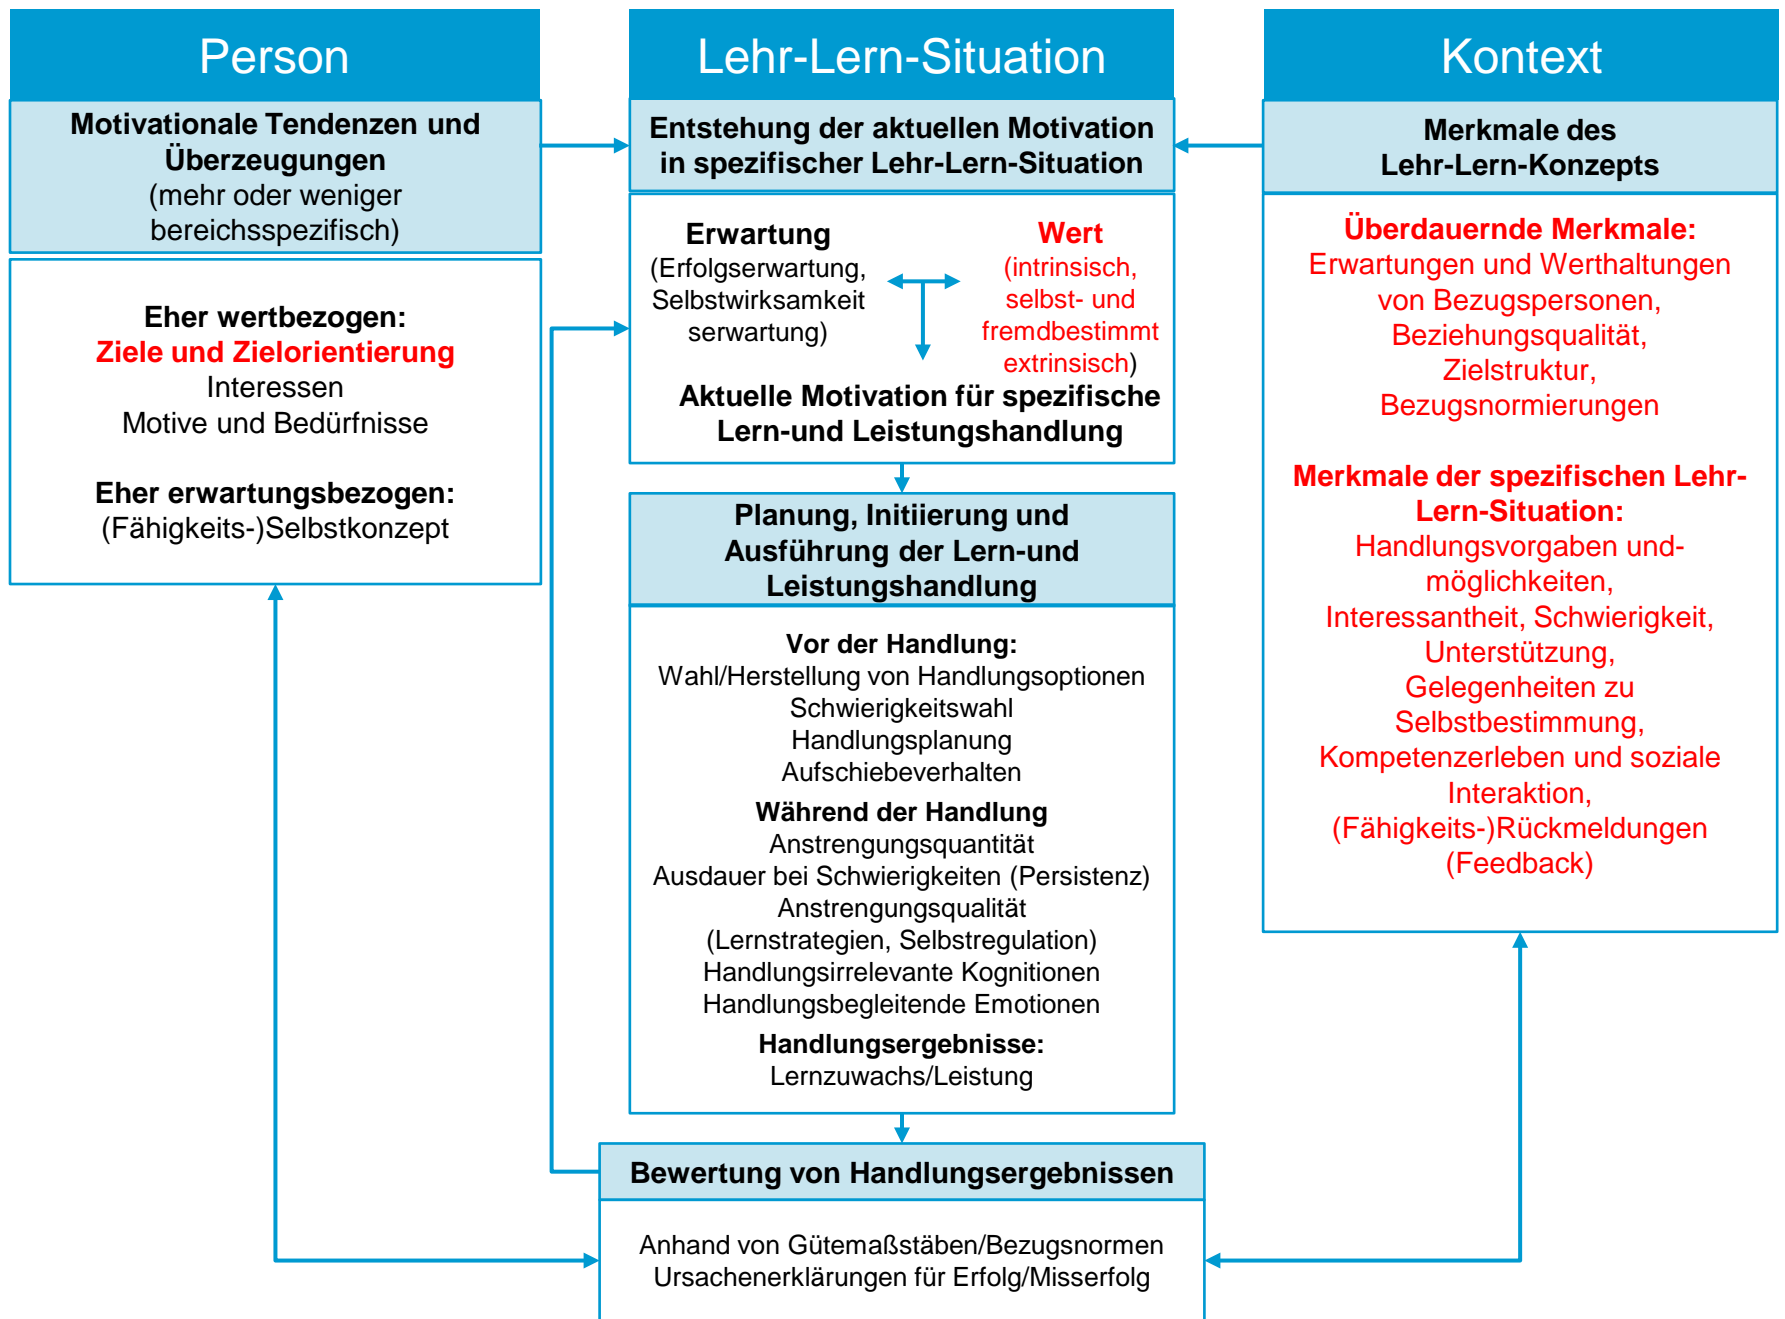 Person
Motivationale Tendenzen und
Überzeugungen
(mehr oder weniger
bereichsspezifisch)
Eher wertbezogen:
Ziele und Zielorientierung
Interessen
Motive und Bedürfnisse
Eher erwartungsbezogen:
(Fähigkeits-)Selbstkonzept
Lehr-Lern-Situation
Entstehung der aktuellen Motivation
in spezifischer Lehr-Lern-Situation
Erwartung
(Erfolgserwartung,
Selbstwirksamkeit
serwartung)
Wert
(intrinsisch,
selbst- und
fremdbestimmt
extrinsisch)
Aktuelle Motivation für spezifische
Lern-und Leistungshandlung
Planung, Initiierung und
Ausführung der Lern-und
Leistungshandlung
Vor der Handlung:
Wahl/Herstellung von Handlungsoptionen
Schwierigkeitswahl
Handlungsplanung
Aufschiebeverhalten
Während der Handlung
Anstrengungsquantität
Ausdauer bei Schwierigkeiten (Persistenz)
Anstrengungsqualität
(Lernstrategien, Selbstregulation)
Handlungsirrelevante Kognitionen
Handlungsbegleitende Emotionen
Handlungsergebnisse:
Lernzuwachs/Leistung
Bewertung von Handlungsergebnissen
Anhand von Gütemaßstäben/Bezugsnormen
Ursachenerklärungen für Erfolg/Misserfolg
Kontext
Merkmale des
Lehr-Lern-Konzepts
Überdauernde Merkmale:
Erwartungen und Werthaltungen
von Bezugspersonen,
Beziehungsqualität,
Zielstruktur,
Bezugsnormierungen
Merkmale der spezifischen Lehr-
Lern-Situation:
Handlungsvorgaben und-
möglichkeiten,
Interessantheit, Schwierigkeit,
Unterstützung,
Gelegenheiten zu
Selbstbestimmung,
Kompetenzerleben und soziale
Interaktion,
(Fähigkeits-)Rückmeldungen
(Feedback)